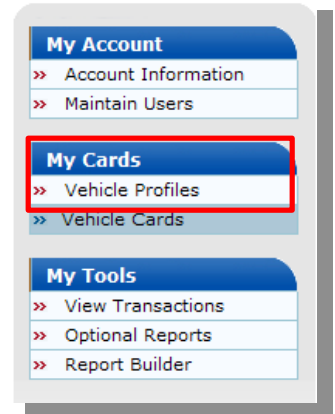 My Account
» Account Information
» Maintain Users
My Cards
» Vehicle Profiles
» Vehicle Cards
My Tools
» View Transactions
» Optional Reports
» Report Builder